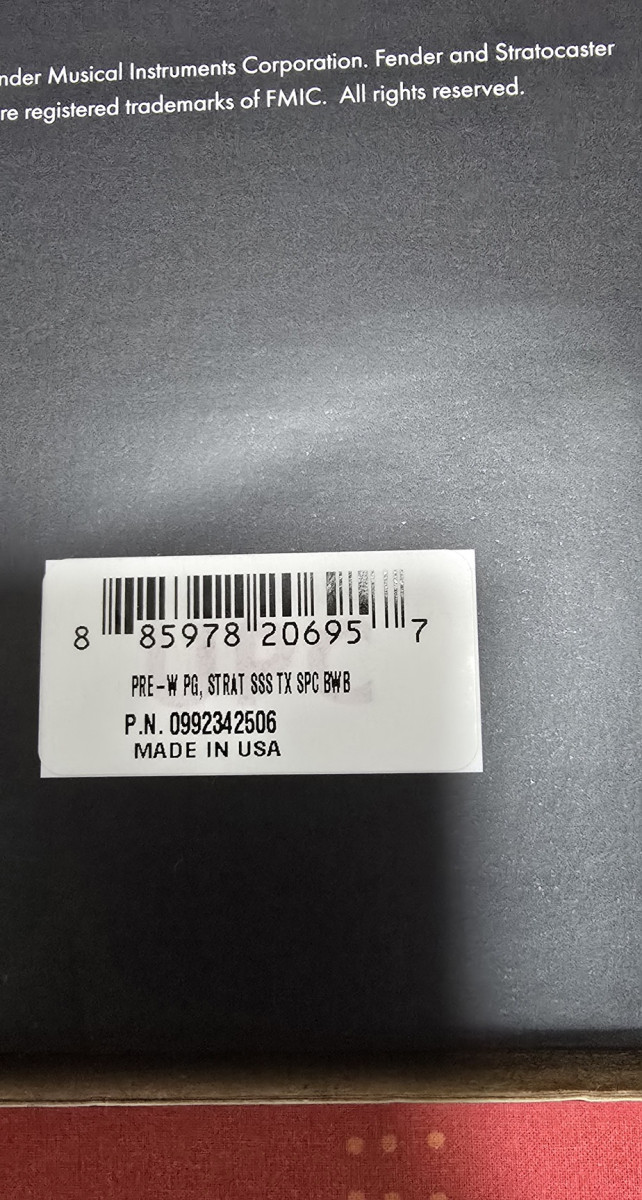 nder Musical Instruments Corporation. Fender and Stratocaster
re registered trademarks of FMIC. All rights reserved.
8 85978 20695 7
PRE-W PG, STRAT SSS TX SPC BWB
P.N. 0992342506
MADE IN USA